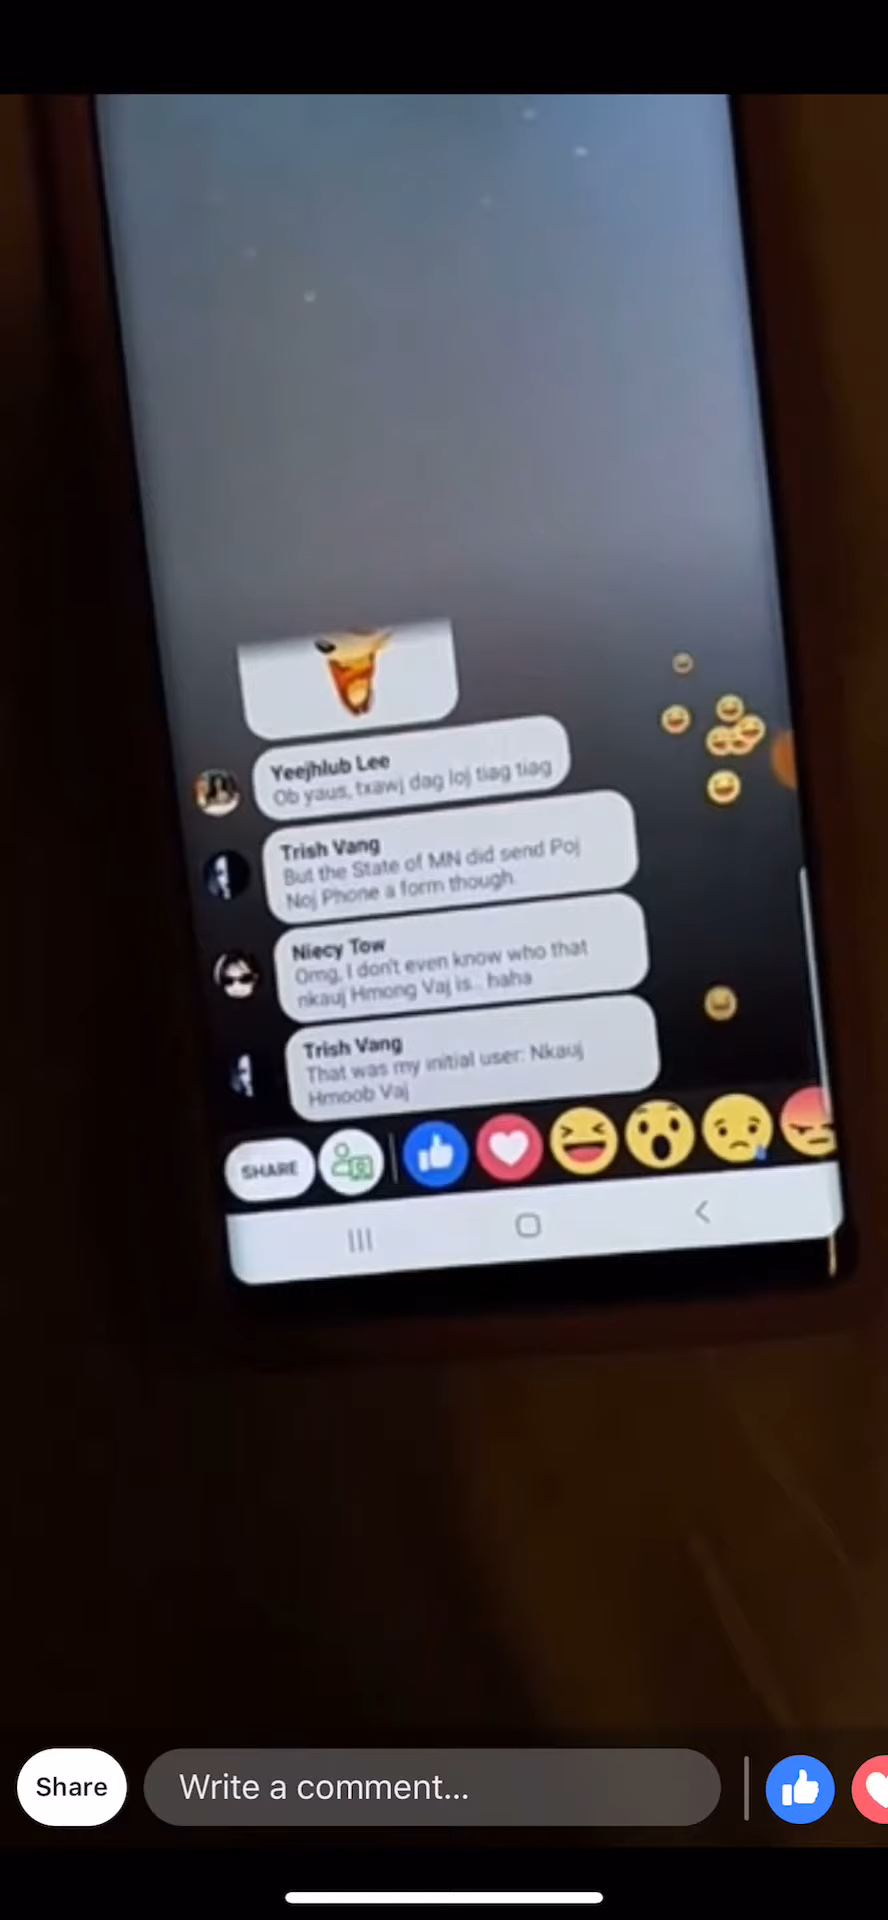 Yeejhlub Lee
Ob yaus, txawj dag loj tiag tiag
Trish Vang
But the State of MN did send Poj
Noj Phone a form though.
Niecy Tow
Omg, I don't even know who that
nkauj Hmong Vaj is.. haha
Trish Vang
That was my initial user: Nkauj
Hmoob Vaj
SHARE
Share
Write a comment...